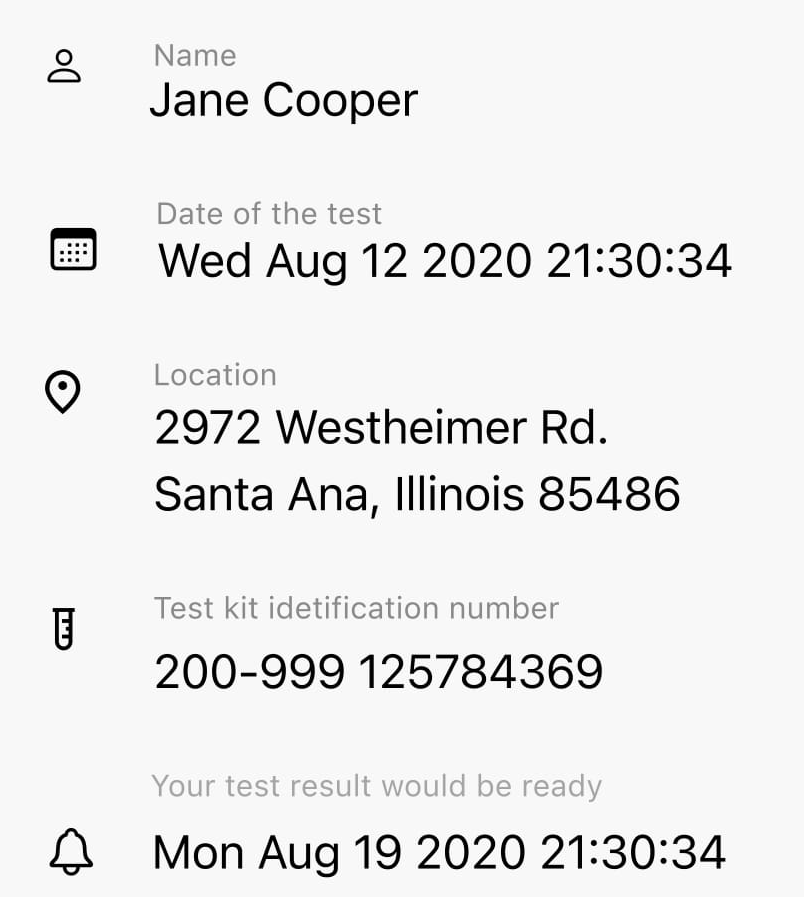 Name
Jane Cooper
Date of the test
Wed Aug 12 2020 21:30:34
Location
2972 Westheimer Rd.
Santa Ana, Illinois 85486
Test kit idetification number
200-999 125784369
Your test result would be ready
Mon Aug 19 2020 21:30:34